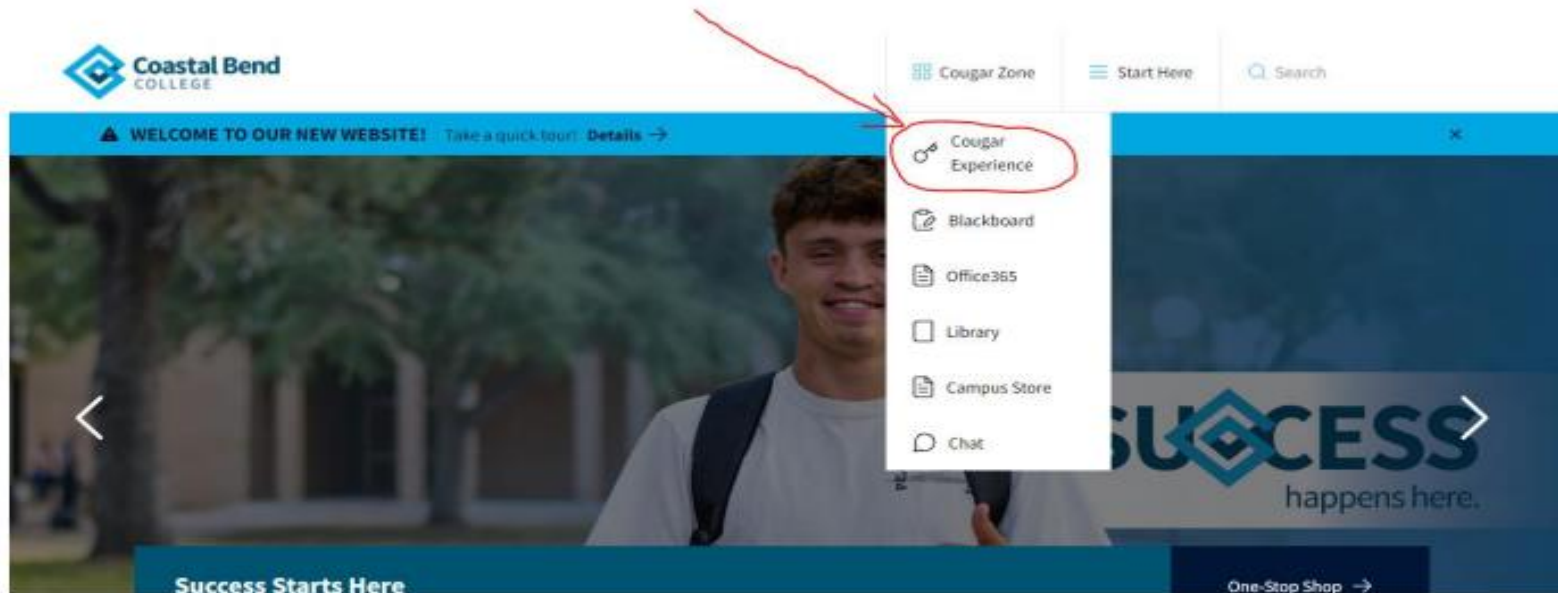 Coastal Bend
COLLEGE
Cougar Zone
Start Here
Search
WELCOME TO OUR NEW WEBSITE! Take a quick tour! Details →
Cougar
Experience
Blackboard
Office365
Library
Campus Store
Chat
SUCCESS
happens here.
Success Starts Here
One-Stop Shop →